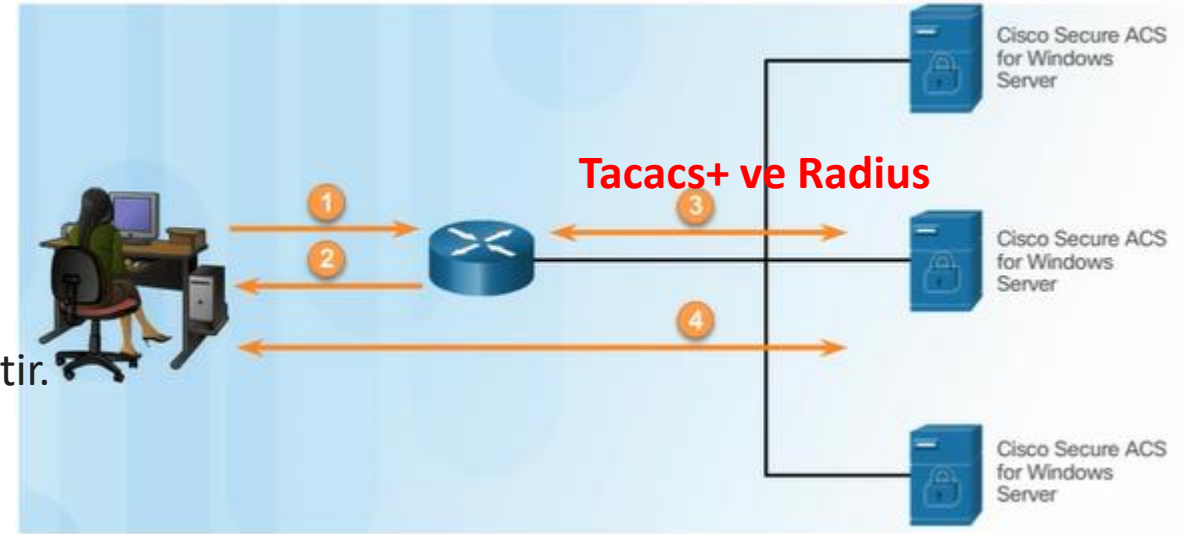 Cisco Secure ACS
for Windows
Server
Tacacs+ ve Radius
1
3
2
Cisco Secure ACS
for Windows
Server
4
tir.
Cisco Secure ACS
for Windows
Server